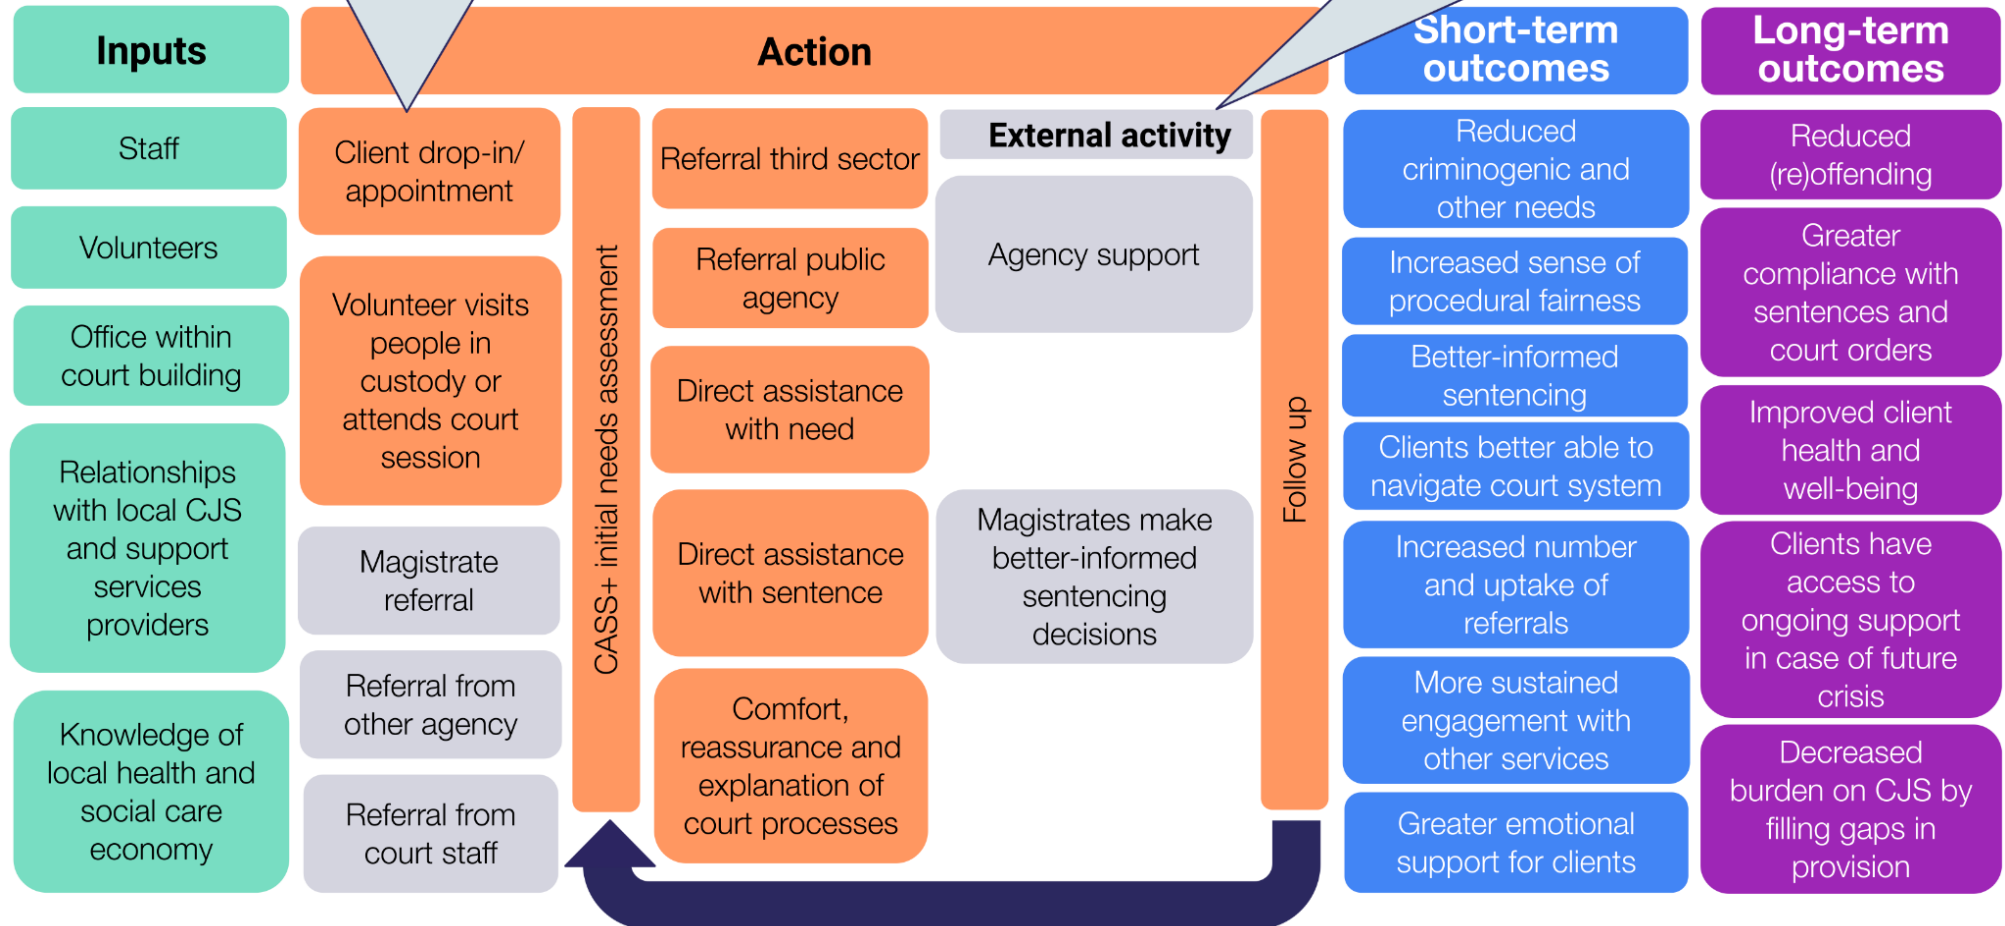 Inputs
Action
Short-term
outcomes
Long-term
outcomes
Staff
Volunteers
Office within
court building
Relationships
with local CJS
and support
services
providers
Knowledge of
local health and
social care
economy
Client drop-in/
appointment
Volunteer visits
people in
custody or
attends court
session
Magistrate
referral
Referral from
other agency
Referral from
court staff
CASS+ initial needs assessment
Referral third sector
Referral public
agency
Direct assistance
with need
Direct assistance
with sentence
Comfort,
reassurance and
explanation of
court processes
External activity
Agency support
Magistrates make
better-informed
sentencing
decisions
Follow up
Reduced
criminogenic and
other needs
Increased sense of
procedural fairness
Better-informed
sentencing
Clients better able to
navigate court system
Increased number
and uptake of
referrals
More sustained
engagement with
other services
Greater emotional
support for clients
Reduced
(re)offending
Greater
compliance with
sentences and
court orders
Improved client
health and
well-being
Clients have
access to
ongoing support
in case of future
crisis
Decreased
burden on CJS by
filling gaps in
provision